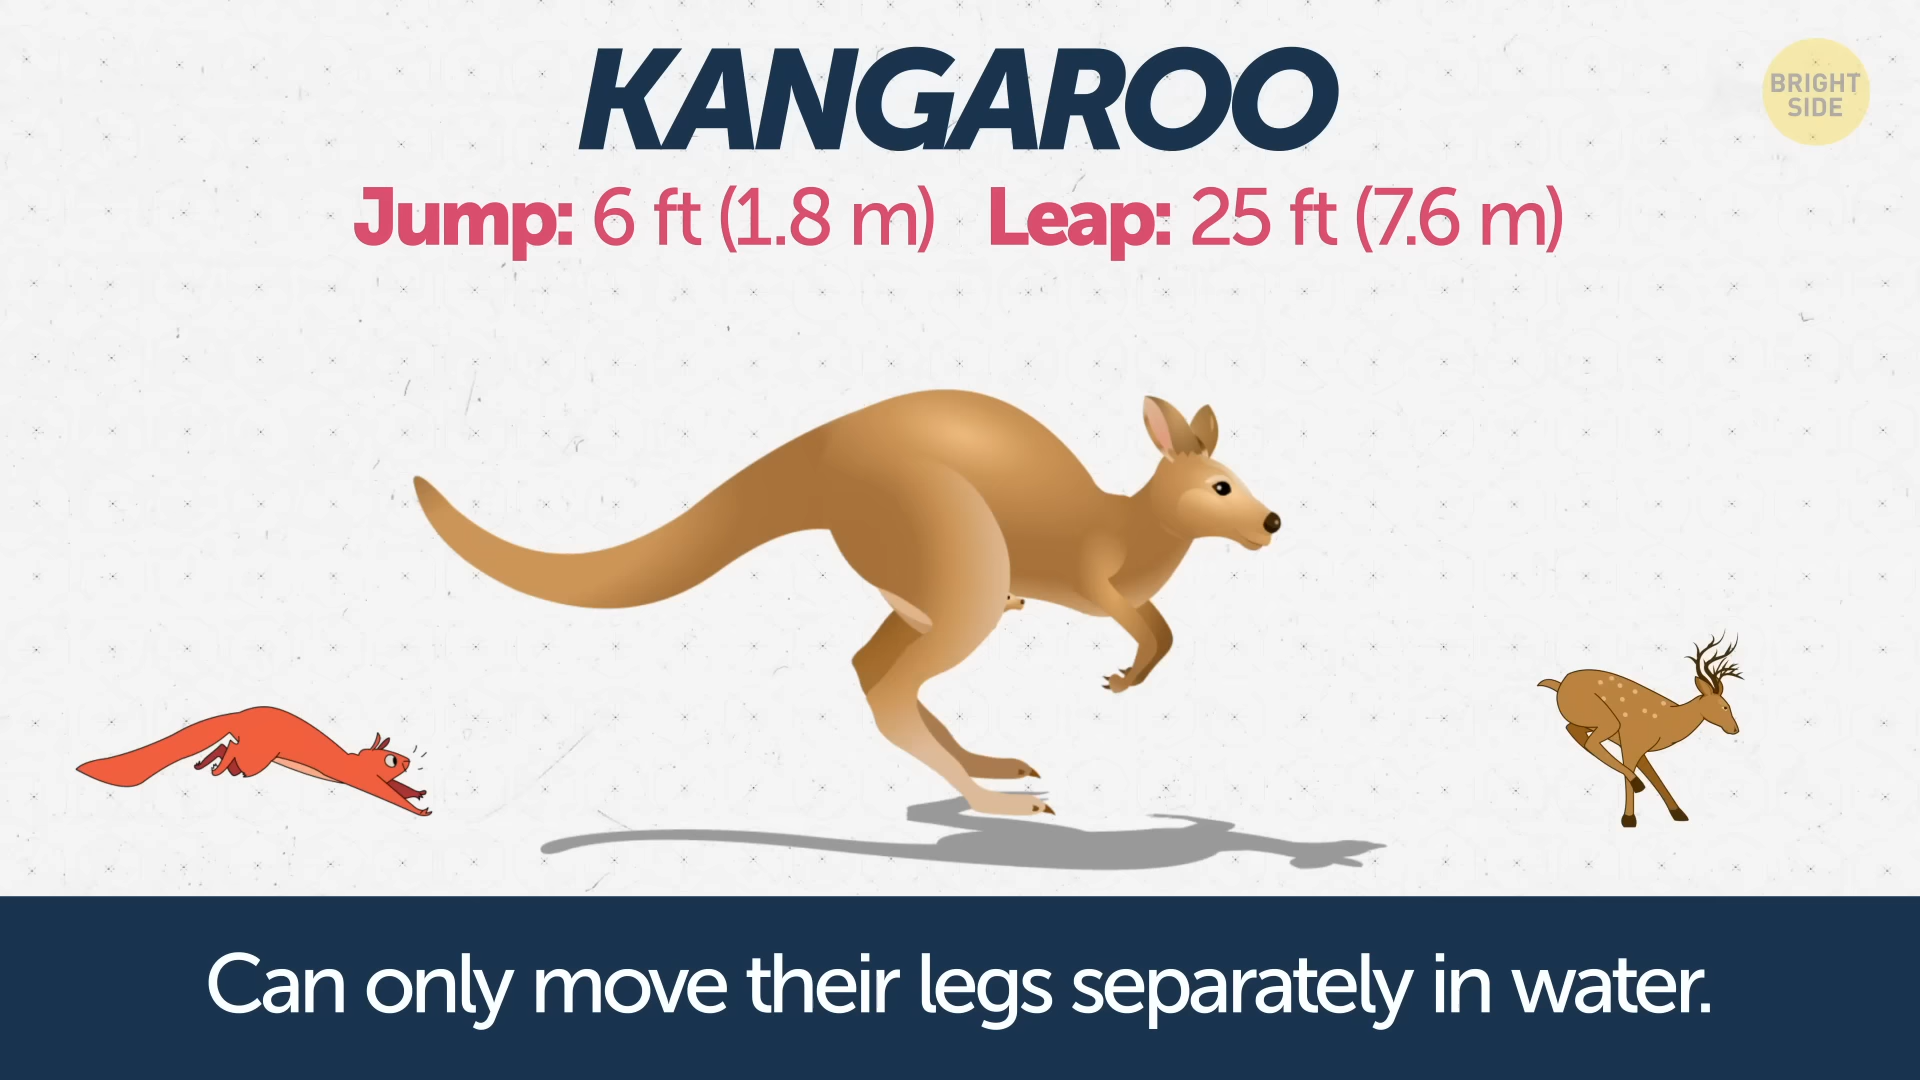 KANGAROO
BRIGHT
SIDE
Jump: 6 ft (1.8 m) Leap: 25 ft (7.6 m)
Can only move their legs separately in water.